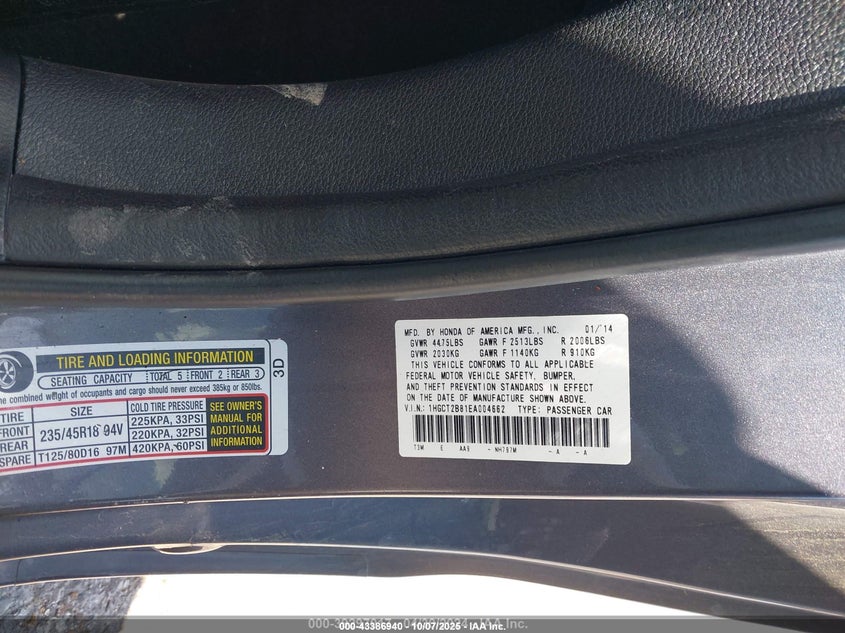 TIRE AND LOADING INFORMATION
SEATING CAPACITY TOTAL 5 FRONT 2 REAR 3
The combined weight of occupants and cargo should never exceed 385kg or 850lbs.
TIRE SIZE COLD TIRE PRESSURE
FRONT 235/45R18 94V 225KPA, 33PSI
REAR 220KPA, 32PSI
SPARE T125/80D16 97M 420KPA, 60PSI
SEE OWNER'S
MANUAL FOR
ADDITIONAL
INFORMATION
3D
MFD. BY HONDA OF AMERICA MFG., INC. 01/14
GVWR 4475LBS GAWR F 2513LBS R 2006LBS
GVWR 2030KG GAWR F 1140KG R 910KG
THIS VEHICLE CONFORMS TO ALL APPLICABLE
FEDERAL MOTOR VEHICLE SAFETY, BUMPER,
AND THEFT PREVENTION STANDARDS IN EFFECT
ON THE DATE OF MANUFACTURE SHOWN ABOVE.
V.I.N.: 1HGCT2B81EA004662 TYPE: PASSENGER CAR
T3M E AA9 - NH797M - A - A
43386940 - 10/07/2025 - IAA Inc.